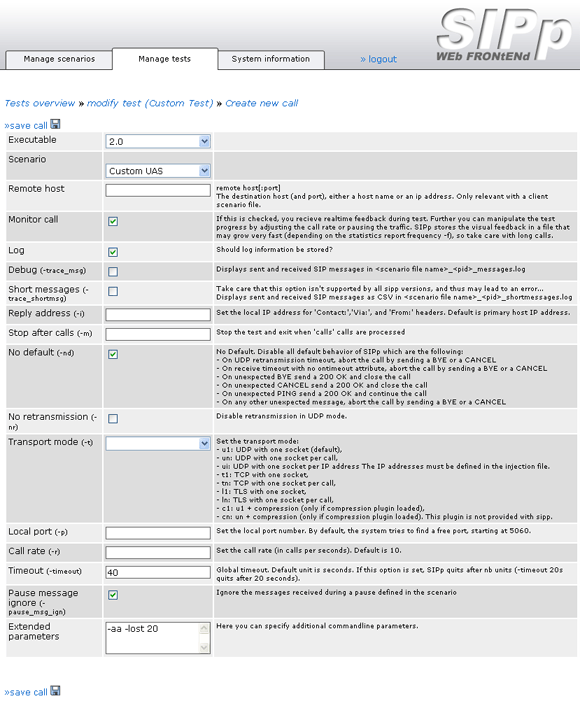 SIPp
WEB FRONtENd
Manage scenarios
Manage tests
System information
» logout
Tests overview » modify test (Custom Test) » Create new call
»save call
Executable
2.0
Scenario
Custom UAS
Remote host
remote host[:port]
The destination host (and port), either a host name or an ip address. Only relevant with a client
scenario file.
Monitor call
If this is checked, you recieve realtime feedback during test. Further you can manipulate the test
progress by adjusting the call rate or pausing the traffic. SIPp stores the visual feedback in a file that
may grow very fast (depending on the statistics report frequency -f), so take care with long calls.
Log
Should log information be stored?
Debug (-trace_msg)
Displays sent and received SIP messages in <scenario file name>_<pid>_messages.log
Short messages (-
trace_shortmsg)
Take care that this option isn't supported by all sipp versions, and thus may lead to an error...
Displays sent and received SIP messages as CSV in <scenario file name>_<pid>_shortmessages.log
Reply address (-i)
Set the local IP address for 'Contact:','Via:', and 'From:' headers. Default is primary host IP address.
Stop after calls (-m)
Stop the test and exit when 'calls' calls are processed
No default (-nd)
No Default. Disable all default behavior of SIPp which are the following:
- On UDP retransmission timeout, abort the call by sending a BYE or a CANCEL
- On receive timeout with no ontimeout attribute, abort the call by sending a BYE or a CANCEL
- On unexpected BYE send a 200 OK and close the call
- On unexpected CANCEL send a 200 OK and close the call
- On unexpected PING send a 200 OK and continue the call
- On any other unexpected message, abort the call by sending a BYE or a CANCEL
No retransmission (-
nr)
Disable retransmission in UDP mode.
Transport mode (-t)
Set the transport mode:
- u1: UDP with one socket (default),
- un: UDP with one socket per call,
- ui: UDP with one socket per IP address The IP addresses must be defined in the injection file.
- t1: TCP with one socket,
- tn: TCP with one socket per call,
- l1: TLS with one socket,
- ln: TLS with one socket per call,
- c1: u1 + compression (only if compression plugin loaded),
- cn: un + compression (only if compression plugin loaded). This plugin is not provided with sipp.
Local port (-p)
Set the local port number. By default, the system tries to find a free port, starting at 5060.
Call rate (-r)
Set the call rate (in calls per seconds). Default is 10.
Timeout (-timeout)
40
Global timeout. Default unit is seconds. If this option is set, SIPp quits after nb units (-timeout 20s
quits after 20 seconds).
Pause message
ignore (-
pause_msg_ign)
Ignore the messages received during a pause defined in the scenario
Extended
parameters
-aa -lost 20
Here you can specify additional commandline parameters.
»save call